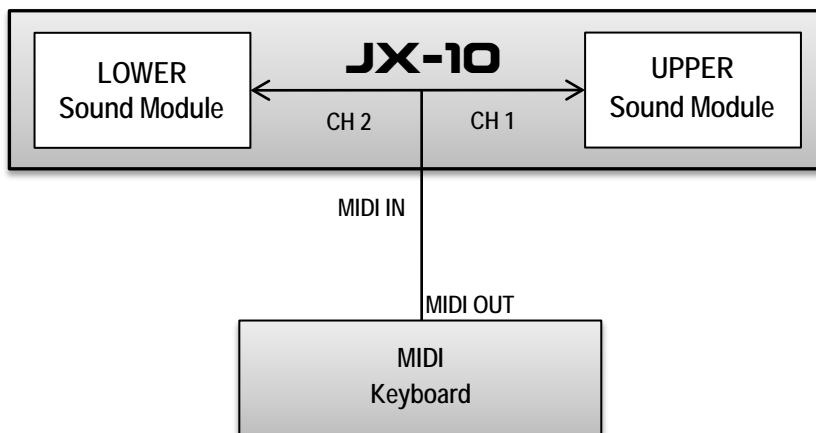 JX-10
LOWER
Sound Module
UPPER
Sound Module
CH 2
CH 1
MIDI IN
MIDI OUT
MIDI
Keyboard